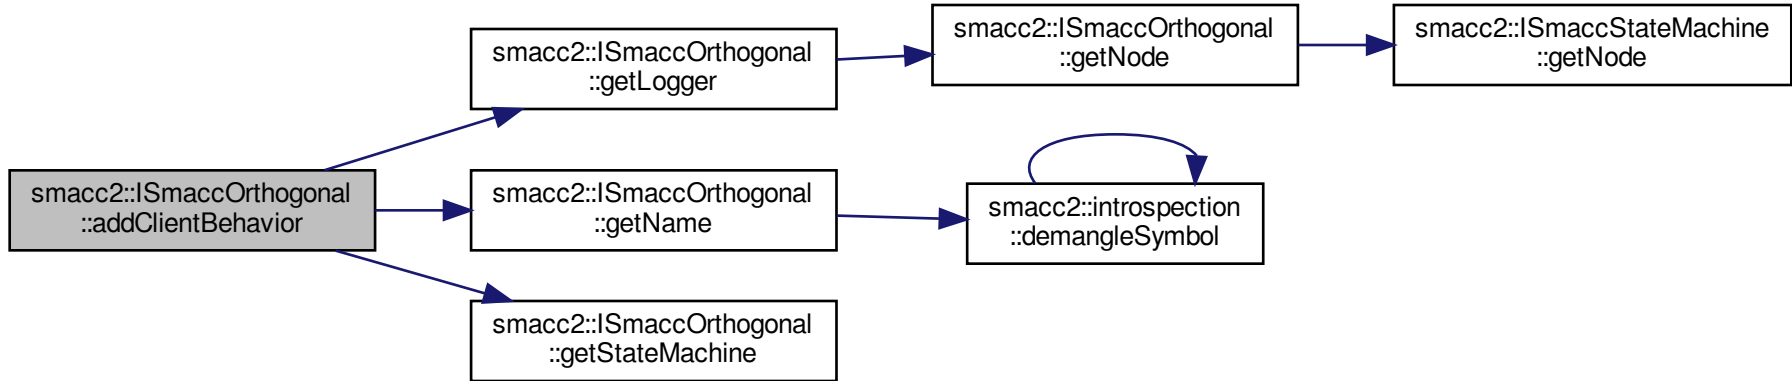 smacc2::ISmaccOrthogonal
::addClientBehavior
smacc2::ISmaccOrthogonal
::getLogger
smacc2::ISmaccOrthogonal
::getNode
smacc2::ISmaccStateMachine
::getNode
smacc2::ISmaccOrthogonal
::getName
smacc2::introspection
::demangleSymbol
smacc2::ISmaccOrthogonal
::getStateMachine